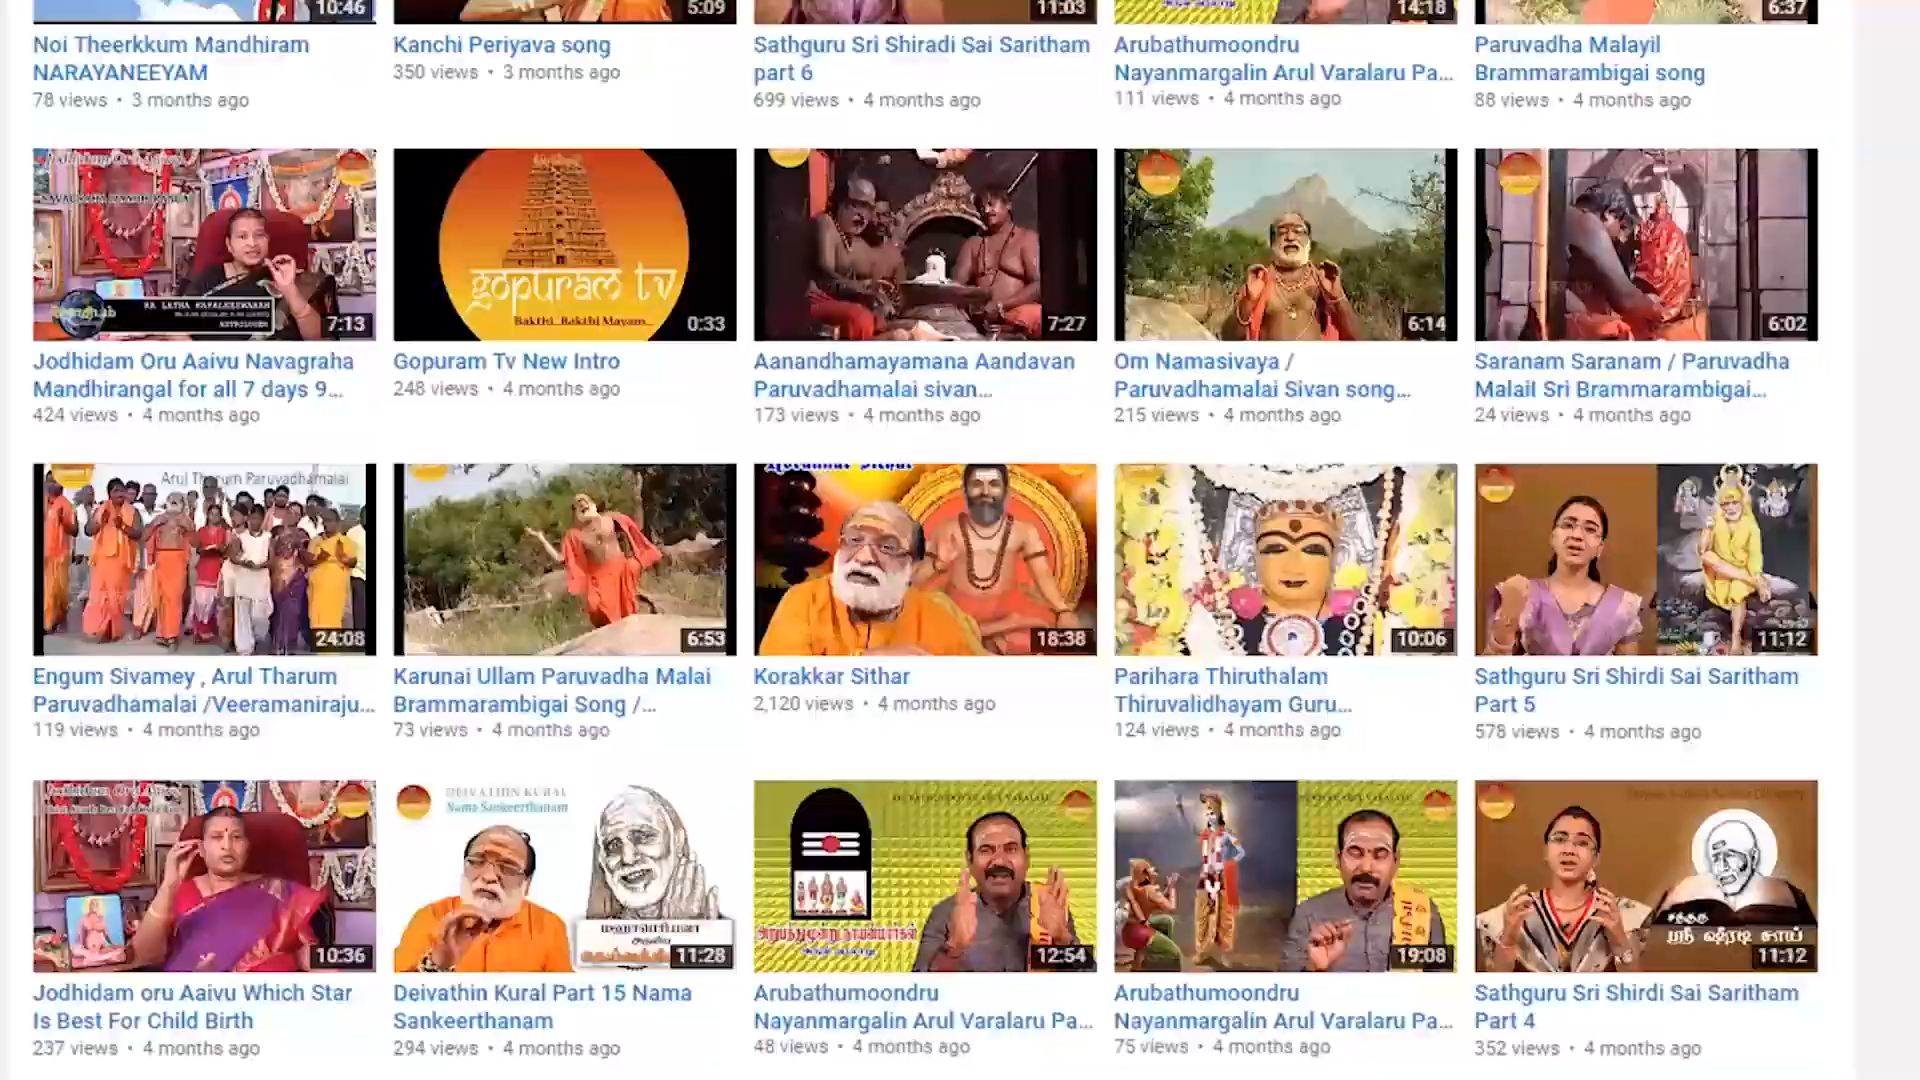 10:46
5:09
11:03
14:18
6:37
Noi Theerkkum Mandhiram
NARAYANEEYAM
78 views • 3 months ago
Kanchi Periyava song
350 views • 3 months ago
Sathguru Sri Shiradi Sai Saritham
part 6
699 views • 4 months ago
Arubathumoondru
Nayanmargalin Arul Varalaru Pa...
111 views • 4 months ago
Paruvadha Malayil
Brammarambigai song
88 views • 4 months ago
ASTROLOGER
7:13
gopuram tv
Bakthi..Bakthi Mayam..
0:33
7:27
6:14
6:02
Jodhidam Oru Aaivu Navagraha
Mandhirangal for all 7 days 9...
424 views • 4 months ago
Gopuram Tv New Intro
248 views • 4 months ago
Aanandhamayamana Aandavan
Paruvadhamalai sivan...
173 views • 4 months ago
Om Namasivaya /
Paruvadhamalai Sivan song...
215 views • 4 months ago
Saranam Saranam / Paruvadha
Malail Sri Brammarambigai...
24 views • 4 months ago
Arul Tharum Paruvadhamalai
24:08
6:53
18:38
10:06
11:12
Engum Sivamey , Arul Tharum
Paruvadhamalai /Veeramaniraju...
119 views • 4 months ago
Karunai Ullam Paruvadha Malai
Brammarambigai Song /...
73 views • 4 months ago
Korakkar Sithar
2,120 views • 4 months ago
Parihara Thiruthalam
Thiruvalidhayam Guru...
124 views • 4 months ago
Sathguru Sri Shirdi Sai Saritham
Part 5
578 views • 4 months ago
10:36
DEIVATHIN KURAL
Nama Sankeerthanam
11:28
12:54
19:08
ஸ்ரீ ஷிரடி சாய்
11:12
Jodhidam oru Aaivu Which Star
Is Best For Child Birth
237 views • 4 months ago
Deivathin Kural Part 15 Nama
Sankeerthanam
294 views • 4 months ago
Arubathumoondru
Nayanmargalin Arul Varalaru Pa...
48 views • 4 months ago
Arubathumoondru
Nayanmargalin Arul Varalaru Pa...
75 views • 4 months ago
Sathguru Sri Shirdi Sai Saritham
Part 4
352 views • 4 months ago